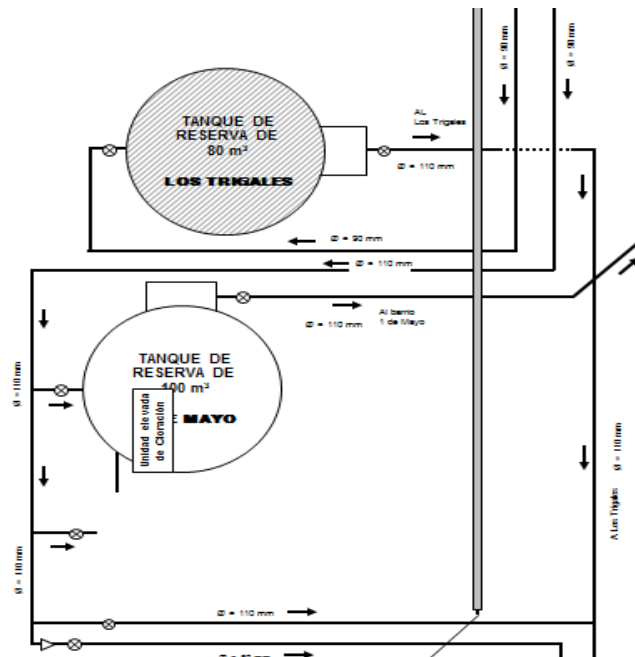 Ø = 90 mm
Ø = 90 mm
TANQUE DE
RESERVA DE
80 m³
LOS TRIGALES
AL
Los Trigales
Ø = 110 mm
Ø = 90 mm
Ø = 110 mm
Al barrio
1 de Mayo
Ø = 110 mm
TANQUE DE
RESERVA DE
100 m³
MAYO
Unidad elevada
de Cloración
Ø = 110 mm
Ø = 110 mm
A Los Trigales Ø = 110 mm
Ø = 110 mm